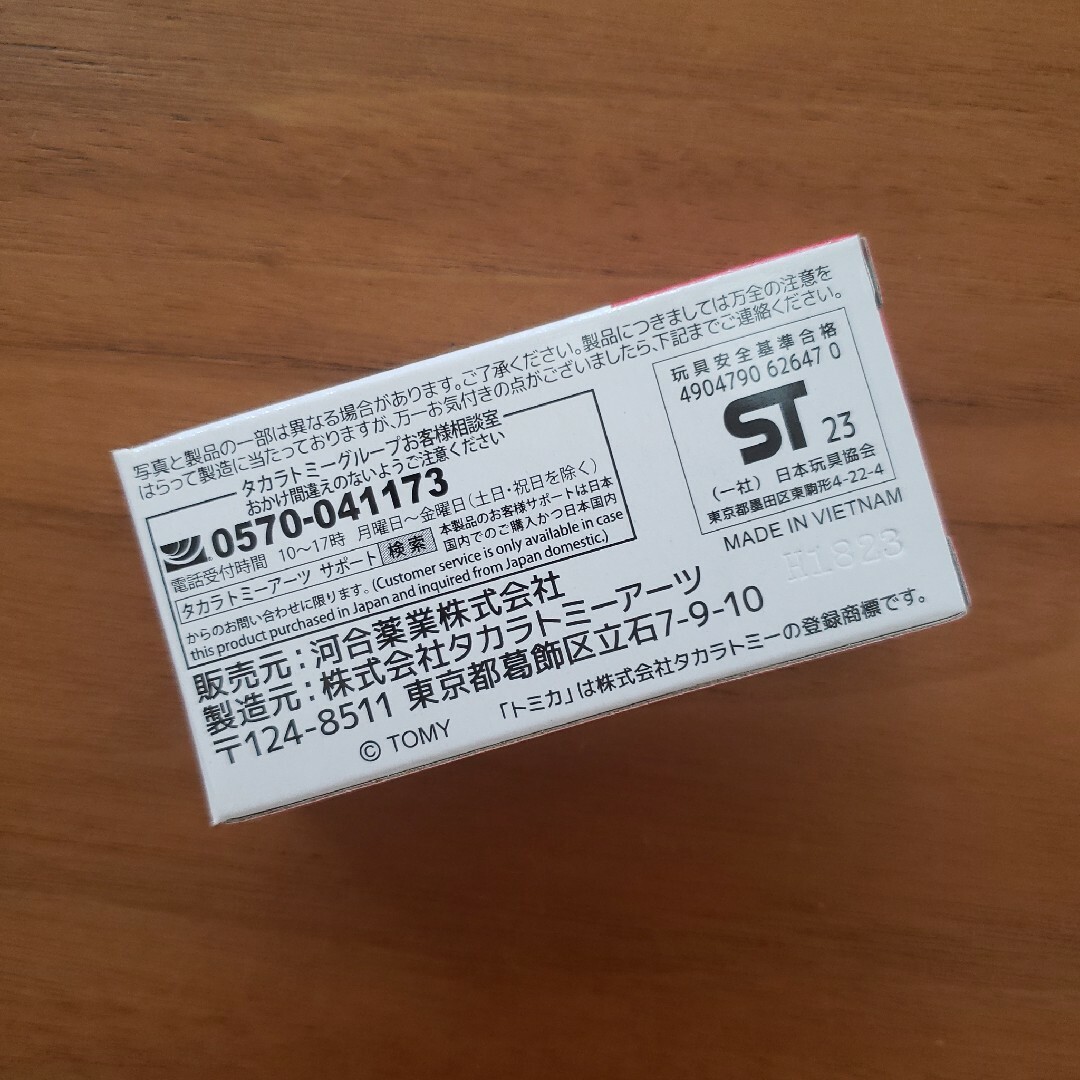 写真と製品の一部は異なる場合があります。ご了承ください。製品につきましては万全の注意を
はらって製造に当たっておりますが、万一お気付きの点がございましたら、下記までご連絡ください。
タカラトミーグループお客様相談室
おかけ間違えのないようご注意ください
0570-041173
電話受付時間 10〜17時 月曜日〜金曜日(土日・祝日を除く)
タカラトミーアーツ サポート 検索
本製品のお客様サポートは日本
国内でのご購入かつ日本国内
からのお問い合わせに限ります。(Customer service is only available in case
this product purchased in Japan and inquired from Japan domestic.)
販売元:河合薬業株式会社
製造元:株式会社タカラトミーアーツ
〒124-8511 東京都葛飾区立石7-9-10
© TOMY 「トミカ」は株式会社タカラトミーの登録商標です。
玩具安全基準合格
4904790 62647 0
ST 23
(一社) 日本玩具協会
東京都墨田区東駒形4-22-4
MADE IN VIETNAM
H1823